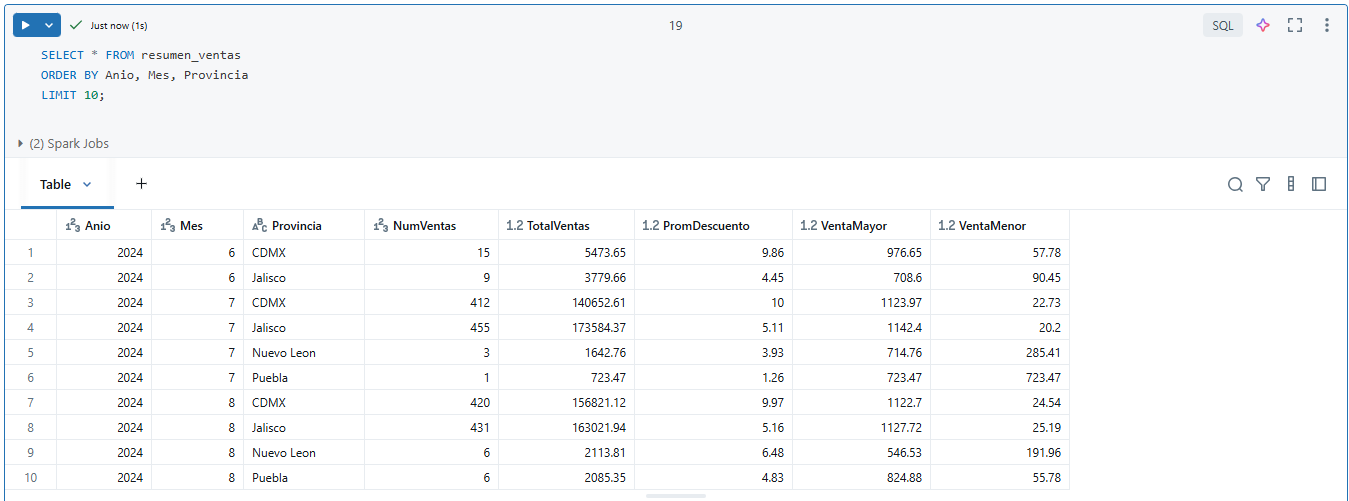 Just now (1s)
19
SQL
SELECT * FROM resumen_ventas
ORDER BY Anio, Mes, Provincia
LIMIT 10;
(2) Spark Jobs
Table +
1 2 3 Anio 1 2 3 Mes A B C Provincia 1 2 3 NumVentas 1.2 TotalVentas 1.2 PromDescuento 1.2 VentaMayor 1.2 VentaMenor
1 2024 6 CDMX 15 5473.65 9.86 976.65 57.78
2 2024 6 Jalisco 9 3779.66 4.45 708.6 90.45
3 2024 7 CDMX 412 140652.61 10 1123.97 22.73
4 2024 7 Jalisco 455 173584.37 5.11 1142.4 20.2
5 2024 7 Nuevo Leon 3 1642.76 3.93 714.76 285.41
6 2024 7 Puebla 1 723.47 1.26 723.47 723.47
7 2024 8 CDMX 420 156821.12 9.97 1122.7 24.54
8 2024 8 Jalisco 431 163021.94 5.16 1127.72 25.19
9 2024 8 Nuevo Leon 6 2113.81 6.48 546.53 191.96
10 2024 8 Puebla 6 2085.35 4.83 824.88 55.78